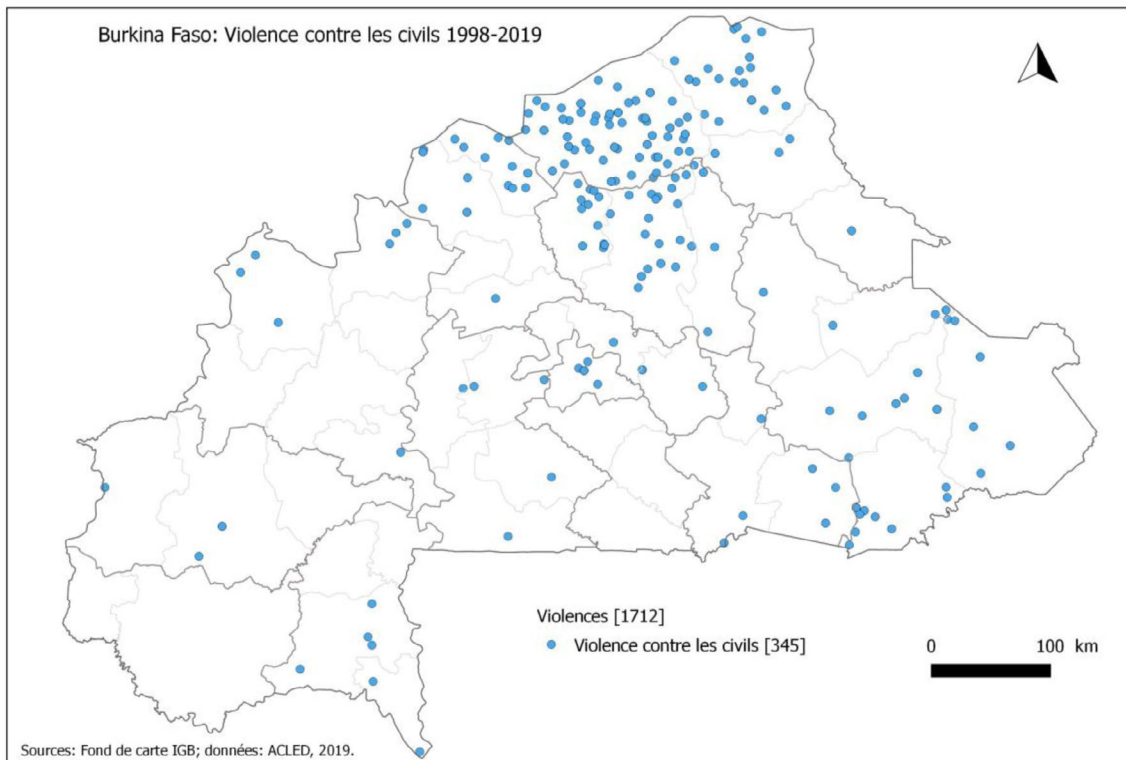 Burkina Faso: Violence contre les civils 1998-2019
Violences [1712]
Violence contre les civils [345]
0 100 km
Sources: Fond de carte IGB; données: ACLED, 2019.